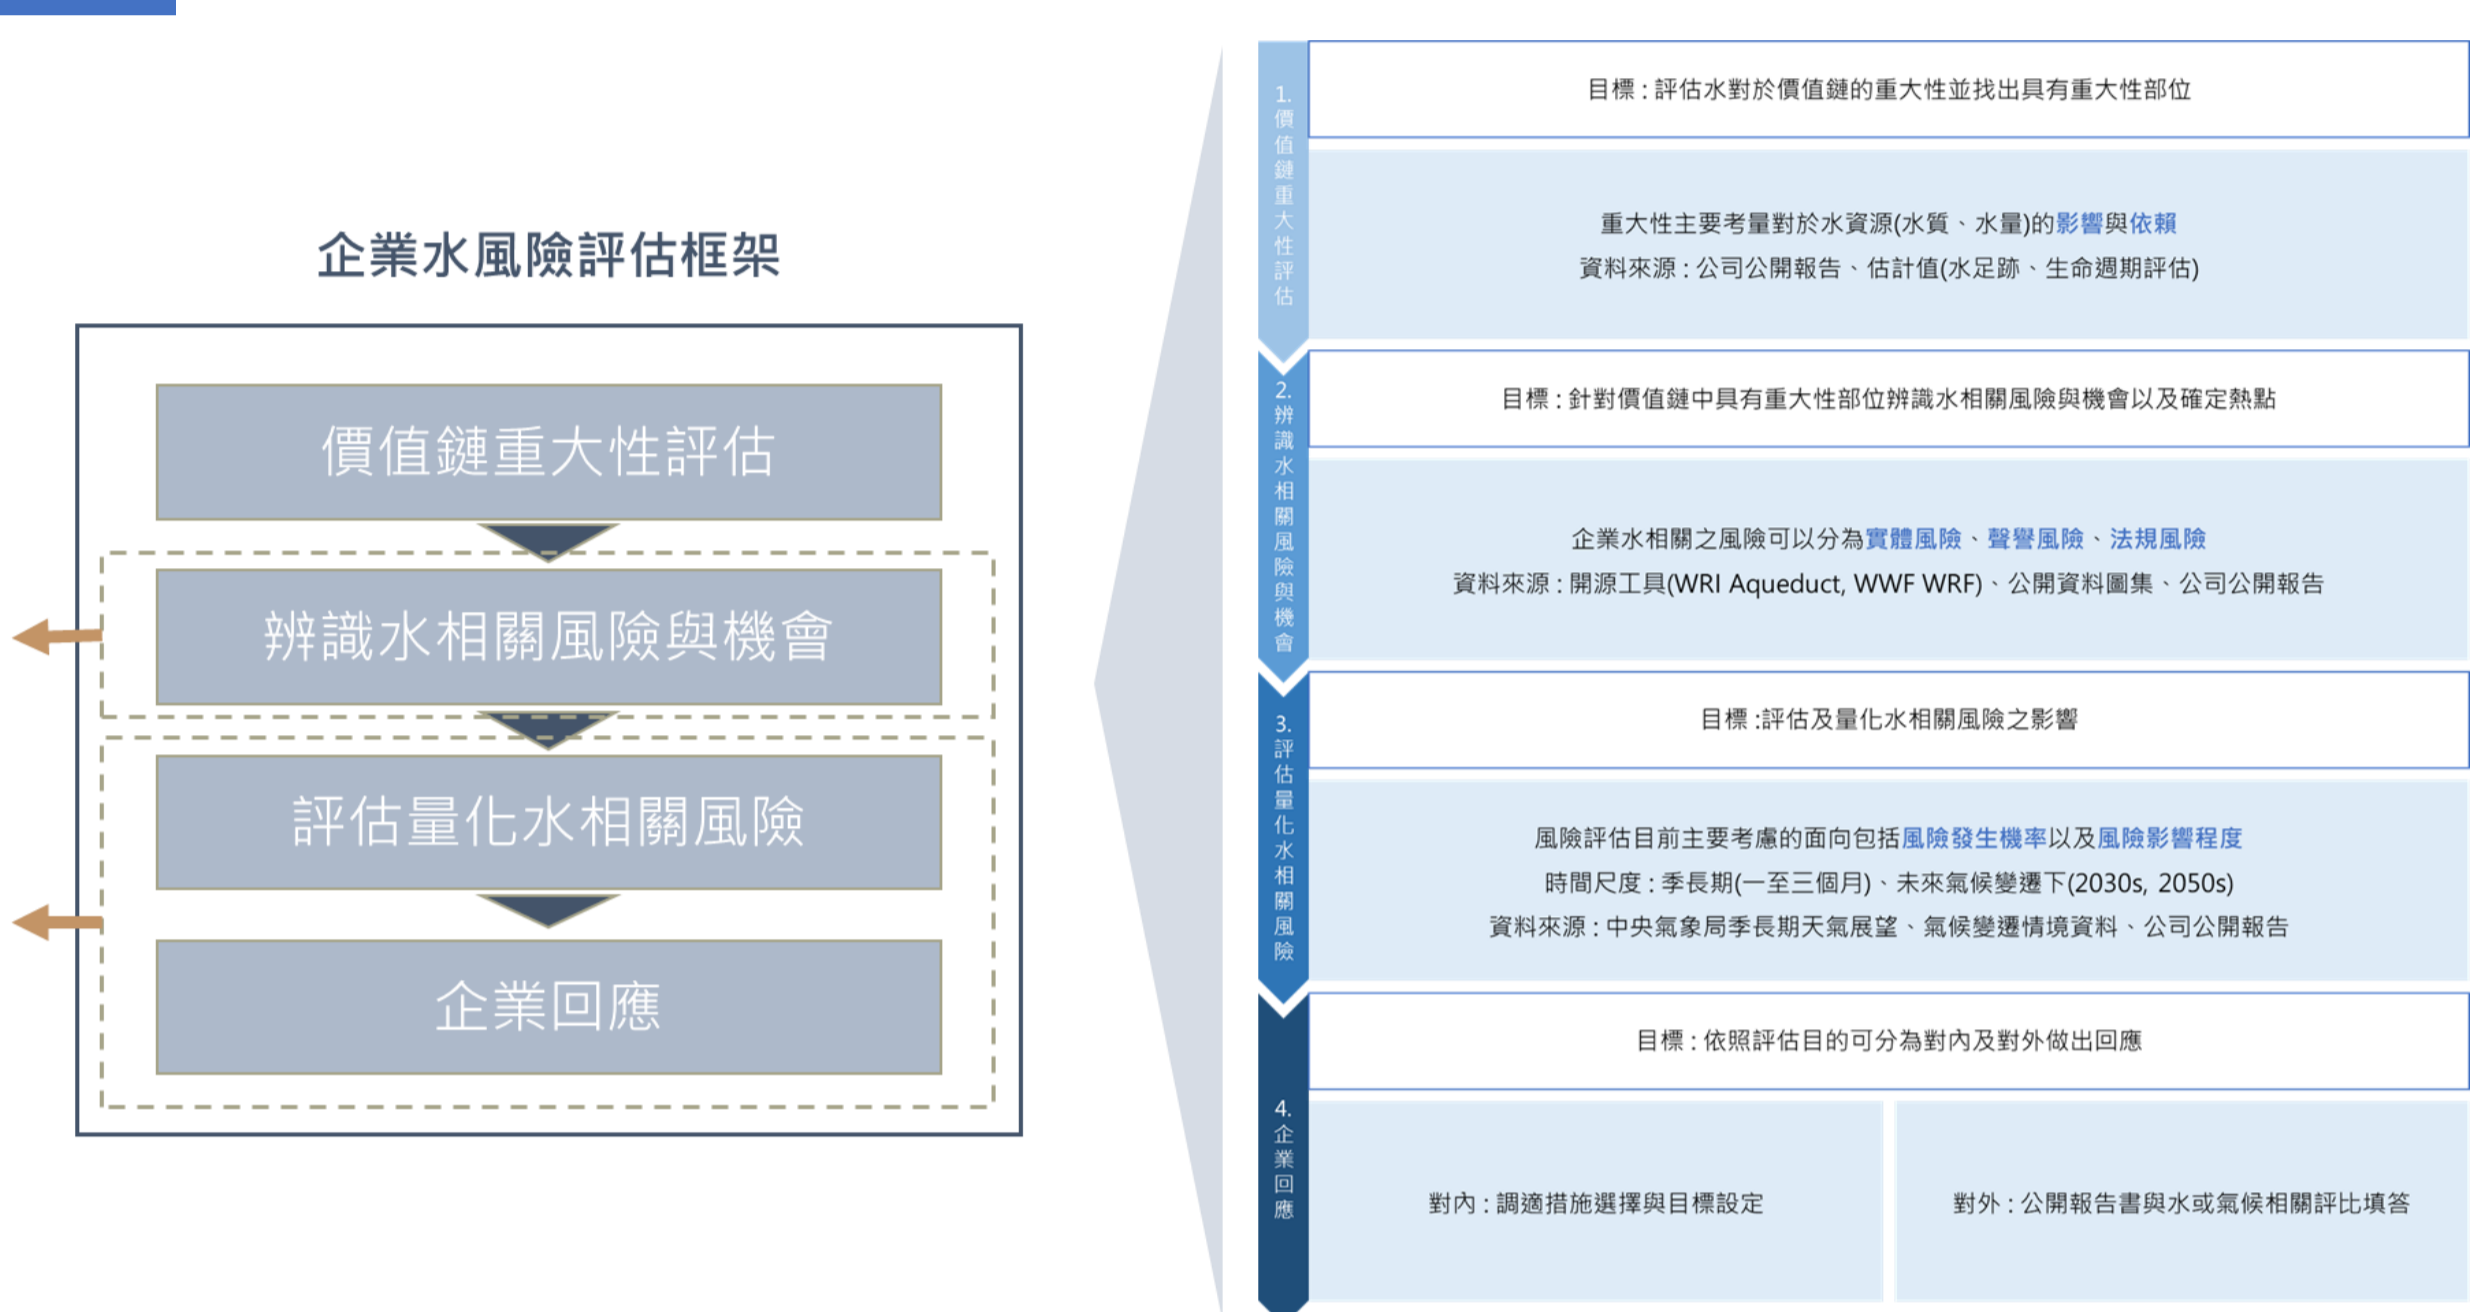 企業水風險評估框架
價值鏈重大性評估
辨識水相關風險與機會
評估量化水相關風險
企業回應
1.價值鏈重大性評估
目標 : 評估水對於價值鏈的重大性並找出具有重大性部位
重大性主要考量對於水資源(水質、水量)的影響與依賴
資料來源 : 公司公開報告、估計值(水足跡、生命週期評估)
2.辨識水相關風險與機會
目標 : 針對價值鏈中具有重大性部位辨識水相關風險與機會以及確定熱點
企業水相關之風險可以分為實體風險、聲譽風險、法規風險
資料來源 : 開源工具(WRI Aqueduct, WWF WRF)、公開資料圖集、公司公開報告
3.評估量化水相關風險
目標 :評估及量化水相關風險之影響
風險評估目前主要考慮的面向包括風險發生機率以及風險影響程度
時間尺度 : 季長期(一至三個月)、未來氣候變遷下(2030s, 2050s)
資料來源 : 中央氣象局季長期天氣展望、氣候變遷情境資料、公司公開報告
4.企業回應
目標 : 依照評估目的可分為對內及對外做出回應
對內 : 調適措施選擇與目標設定
對外 : 公開報告書與水或氣候相關評比填答